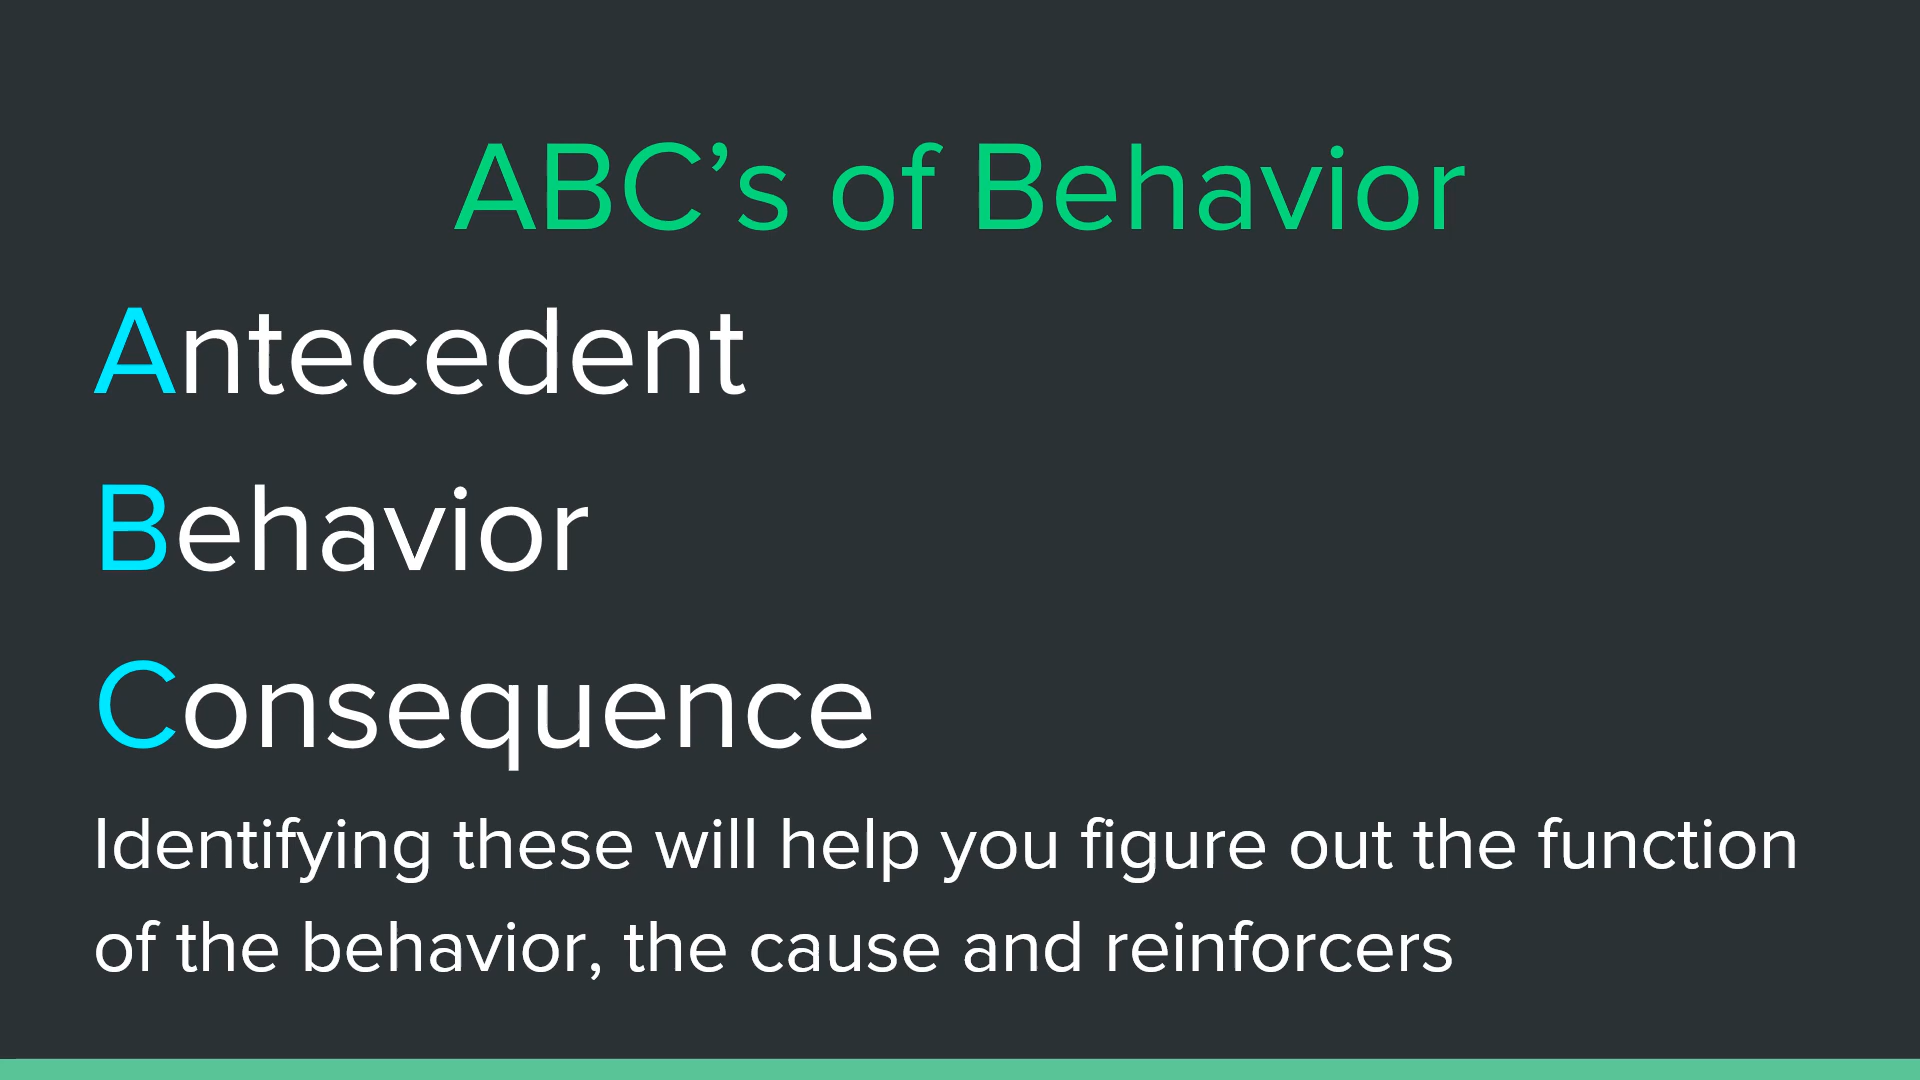 ABC’s of Behavior
Antecedent
Behavior
Consequence
Identifying these will help you figure out the function
of the behavior, the cause and reinforcers